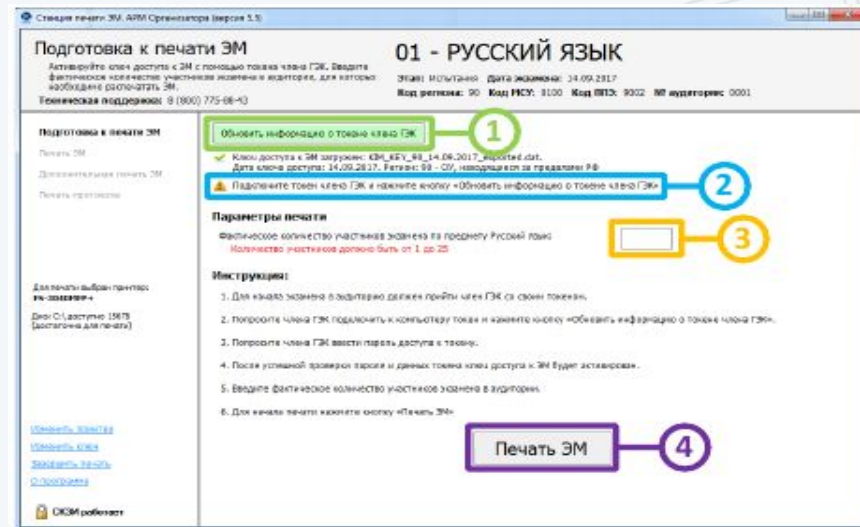 Станция печати ЭМ. АРМ Организатора (версия 5.5)
Подготовка к печати ЭМ
Активируйте ключ доступа к ЭМ с помощью токена члена ГЭК. Введите
фактическое количество участников экзамена в аудитории, для которых
необходимо распечатать ЭМ.
Техническая поддержка: 8 (800) 775-88-43
01 - РУССКИЙ ЯЗЫК
Этап: Испытания Дата экзамена: 14.09.2017
Код региона: 90 Код МСУ: 0100 Код ППЭ: 9002 № аудитории: 0001
Подготовка к печати ЭМ
Печать ЭМ
Дополнительная печать ЭМ
Печать протокола
Для печати выбран принтер:
Диск C:\ доступно 15678
(достаточно для печати)
Изменить принтер
Изменить ключ
Завершить печать
О программе
СКЗИ работает
Обновить информацию о токене члена ГЭК
1
Ключ доступа к ЭМ загружен: KIM_KEY_90_14.09.2017_exported.dat.
Дата ключа доступа: 14.09.2017. Регион: 90 - ОУ, находящиеся за пределами РФ
Подключите токен члена ГЭК и нажмите кнопку «Обновить информацию о токене члена ГЭК»
2
Параметры печати
Фактическое количество участников экзамена по предмету Русский язык:
Количество участников должно быть от 1 до 25
3
Инструкция:
1. Для начала экзамена в аудиторию должен прийти член ГЭК со своим токеном.
2. Попросите члена ГЭК подключить к компьютеру токен и нажмите кнопку «Обновить информацию о токене члена ГЭК».
3. Попросите члена ГЭК ввести пароль доступа к токену.
4. После успешной проверки пароля и данных токена ключ доступа к ЭМ будет активирован.
5. Введите фактическое количество участников экзамена в аудитории.
6. Для начала печати нажмите кнопку «Печать ЭМ»
Печать ЭМ
4